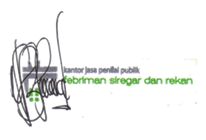 kantor jasa penilai publik
febriman siregar dan rekan